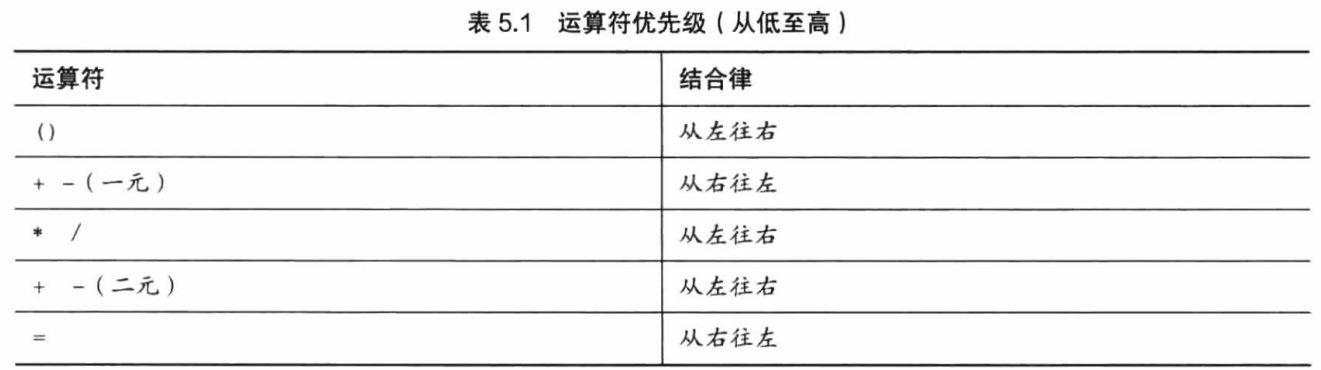 表 5.1 运算符优先级（从低至高）
运算符 结合律
() 从左往右
+ -（一元） 从右往左
* / 从左往右
+ -（二元） 从左往右
= 从右往左